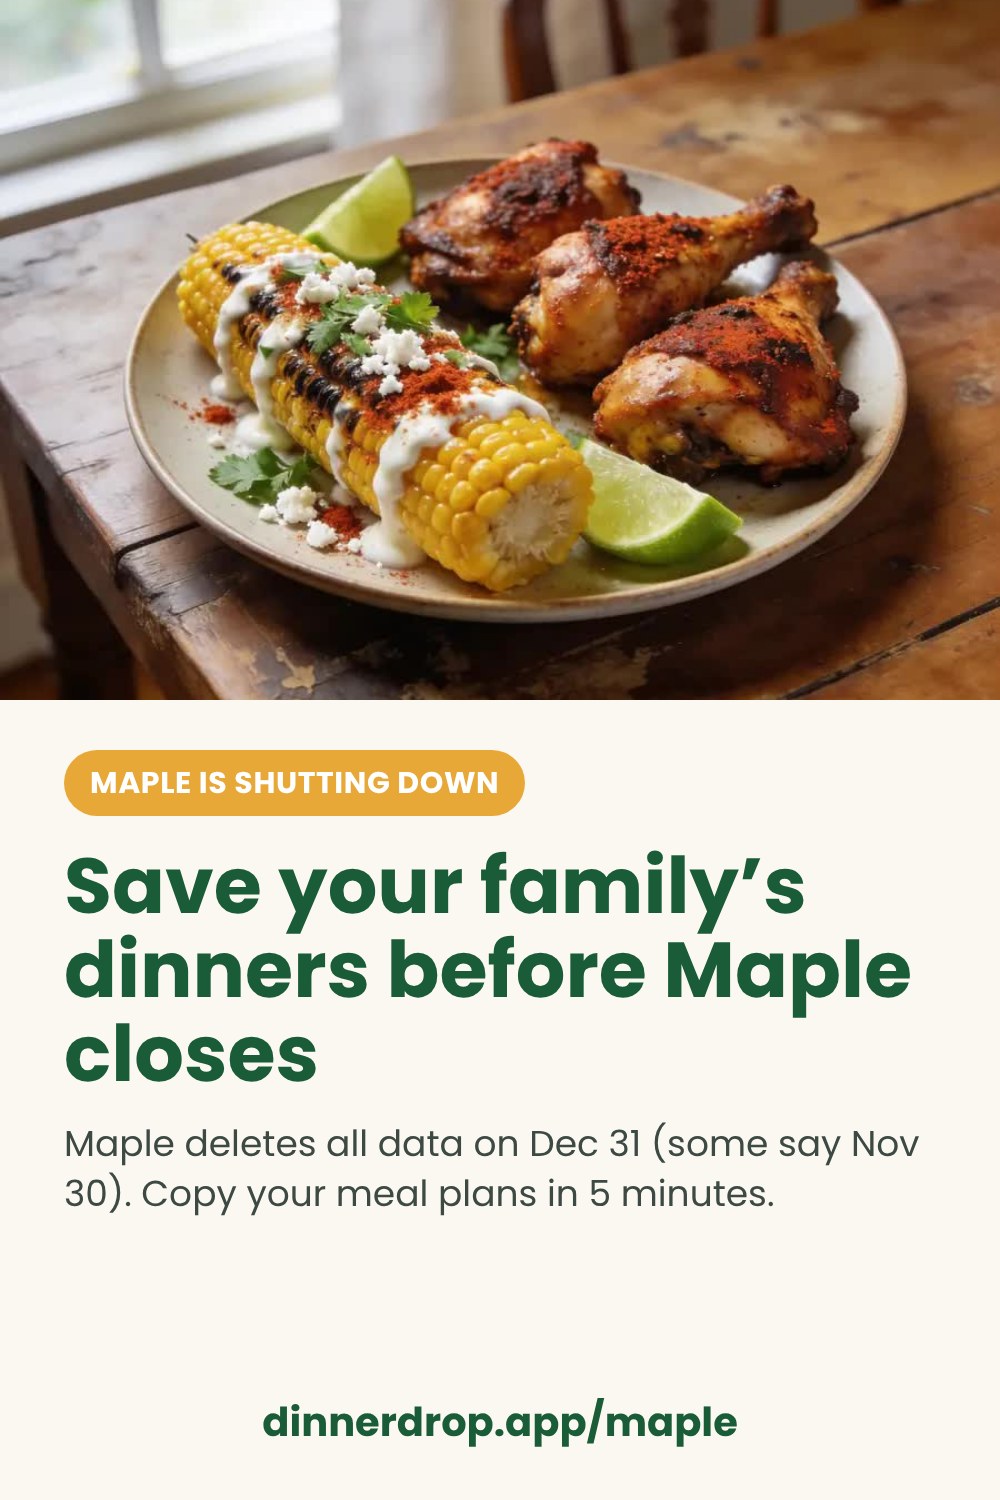 MAPLE IS SHUTTING DOWN
Save your family’s
dinners before Maple
closes
Maple deletes all data on Dec 31 (some say Nov
30). Copy your meal plans in 5 minutes.
dinnerdrop.app/maple